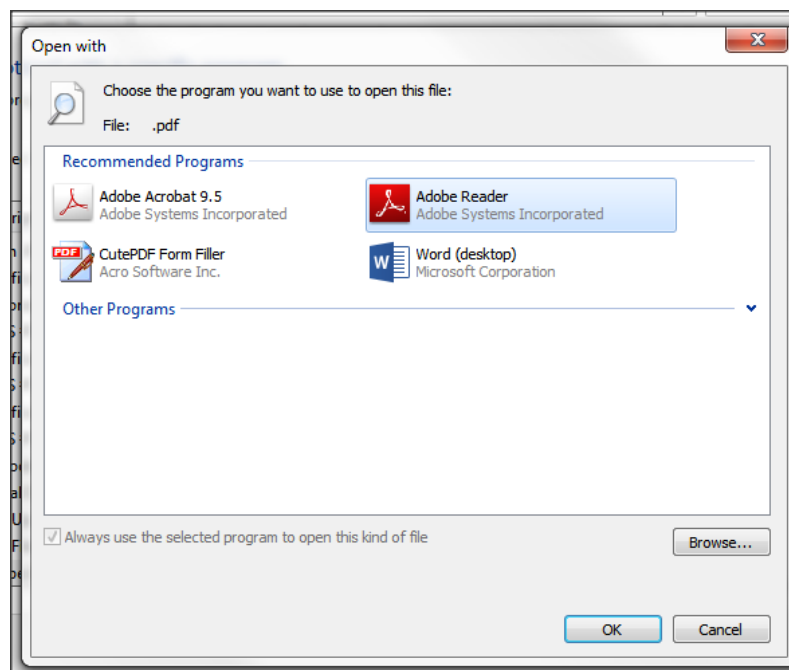 Open with
Choose the program you want to use to open this file:
File: .pdf
Recommended Programs
Adobe Acrobat 9.5
Adobe Systems Incorporated
Adobe Reader
Adobe Systems Incorporated
PDF
CutePDF Form Filler
Acro Software Inc.
W
Word (desktop)
Microsoft Corporation
Other Programs
Always use the selected program to open this kind of file
Browse...
OK
Cancel